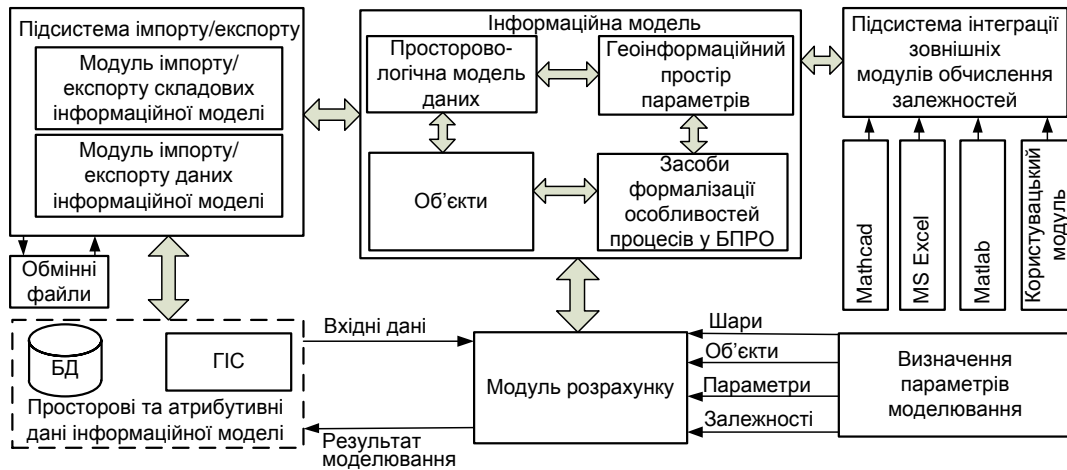 Підсистема імпорту/експорту
Модуль імпорту/
експорту складових
інформаційної моделі
Модуль імпорту/
експорту даних
інформаційної моделі
Обмінні
файли
Інформаційна модель
Просторово-
логічна модель
даних
Геоінформаційний
простір
параметрів
Об’єкти
Засоби
формалізації
особливостей
процесів у БПРО
Підсистема інтеграції
зовнішніх
модулів обчислення
залежностей
Mathcad
MS Excel
Matlab
Користувацький
модуль
БД
ГІС
Просторові та атрибутивні
дані інформаційної моделі
Вхідні дані
Результат
моделювання
Модуль розрахунку
Шари
Об’єкти
Параметри
Залежності
Визначення
параметрів
моделювання